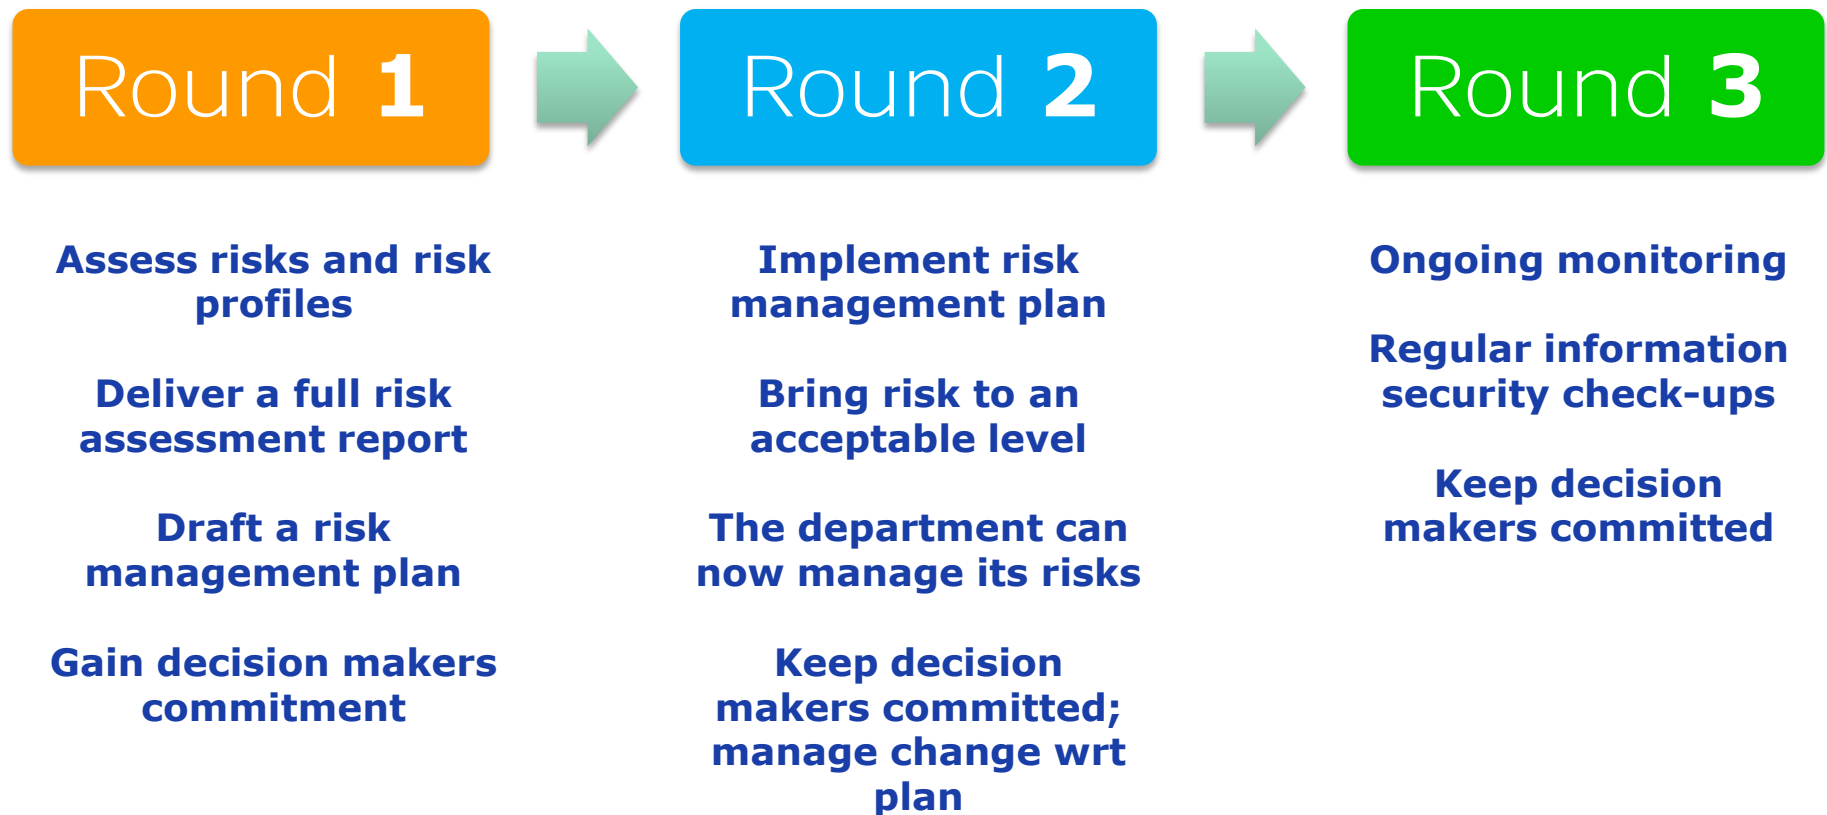 Round 1
Round 2
Round 3
Assess risks and risk
profiles
Deliver a full risk
assessment report
Draft a risk
management plan
Gain decision makers
commitment
Implement risk
management plan
Bring risk to an
acceptable level
The department can
now manage its risks
Keep decision
makers committed;
manage change wrt
plan
Ongoing monitoring
Regular information
security check-ups
Keep decision
makers committed